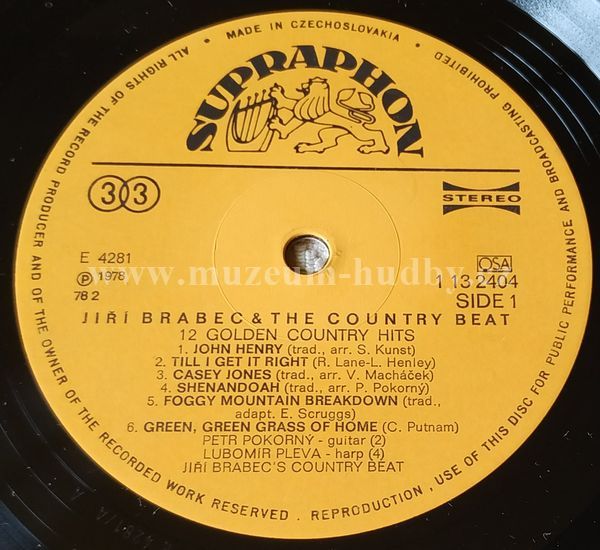 • MADE IN CZECHOSLOVAKIA •
ALL RIGHTS OF THE RECORD PRODUCER AND OF THE OWNER OF THE RECORDED WORK RESERVED . REPRODUCTION , USE OF THIS DISC FOR PUBLIC PERFORMANCE AND BROADCASTING PROHIBITED
SUPRAPHON
33
STEREO
E 4281
Ⓟ 1978
78 2
OSA
1 13 2404
SIDE 1
www.muzeum-hudby.cz
JIŘÍ BRABEC & THE COUNTRY BEAT
12 GOLDEN COUNTRY HITS
1. JOHN HENRY (trad., arr. S. Kunst)
2. TILL I GET IT RIGHT (R. Lane-L. Henley)
3. CASEY JONES (trad., arr. V. Macháček)
4. SHENANDOAH (trad., arr. P. Pokorný)
5. FOGGY MOUNTAIN BREAKDOWN (trad.,
adapt. E. Scruggs)
6. GREEN, GREEN GRASS OF HOME (C. Putnam)
PETR POKORNÝ - guitar (2)
LUBOMÍR PLEVA - harp (4)
JIŘÍ BRABEC'S COUNTRY BEAT